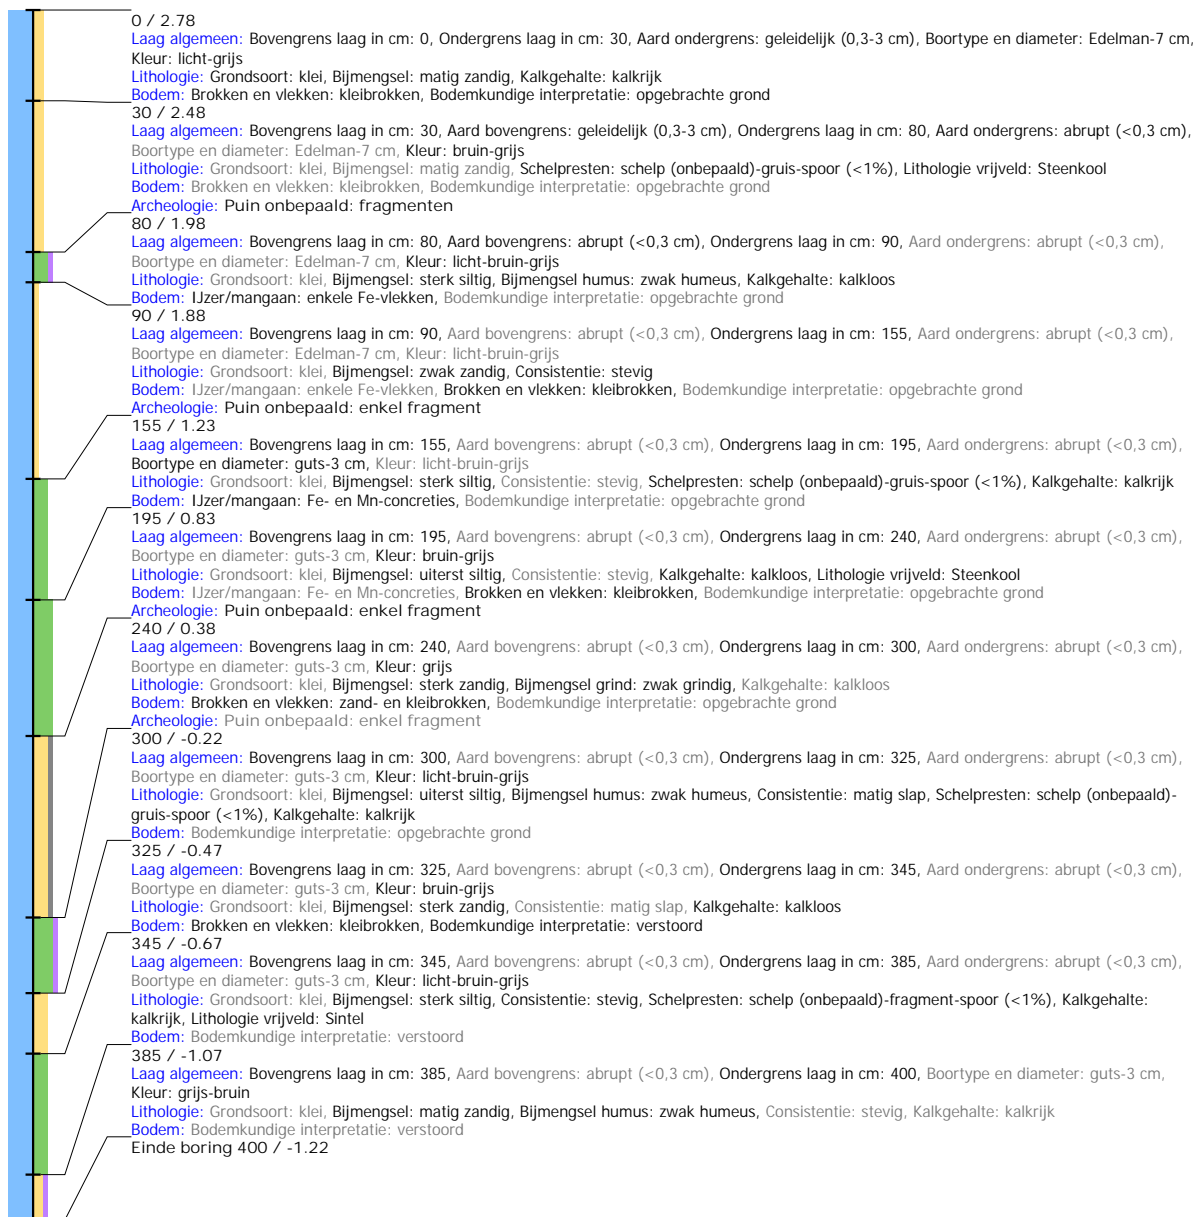 0 / 2.78
Laag algemeen: Bovengrens laag in cm: 0, Ondergrens laag in cm: 30, Aard ondergrens: geleidelijk (0,3-3 cm), Boortype en diameter: Edelman-7 cm,
Kleur: licht-grijs
Lithologie: Grondsoort: klei, Bijmengsel: matig zandig, Kalkgehalte: kalkrijk
Bodem: Brokken en vlekken: kleibrokken, Bodemkundige interpretatie: opgebrachte grond
30 / 2.48
Laag algemeen: Bovengrens laag in cm: 30, Aard bovengrens: geleidelijk (0,3-3 cm), Ondergrens laag in cm: 80, Aard ondergrens: abrupt (<0,3 cm),
Boortype en diameter: Edelman-7 cm, Kleur: bruin-grijs
Lithologie: Grondsoort: klei, Bijmengsel: matig zandig, Schelpresten: schelp (onbepaald)-gruis-spoor (<1%), Lithologie vrijveld: Steenkool
Bodem: Brokken en vlekken: kleibrokken, Bodemkundige interpretatie: opgebrachte grond
Archeologie: Puin onbepaald: fragmenten
80 / 1.98
Laag algemeen: Bovengrens laag in cm: 80, Aard bovengrens: abrupt (<0,3 cm), Ondergrens laag in cm: 90, Aard ondergrens: abrupt (<0,3 cm),
Boortype en diameter: Edelman-7 cm, Kleur: licht-bruin-grijs
Lithologie: Grondsoort: klei, Bijmengsel: sterk siltig, Bijmengsel humus: zwak humeus, Kalkgehalte: kalkloos
Bodem: IJzer/mangaan: enkele Fe-vlekken, Bodemkundige interpretatie: opgebrachte grond
90 / 1.88
Laag algemeen: Bovengrens laag in cm: 90, Aard bovengrens: abrupt (<0,3 cm), Ondergrens laag in cm: 155, Aard ondergrens: abrupt (<0,3 cm),
Boortype en diameter: Edelman-7 cm, Kleur: licht-bruin-grijs
Lithologie: Grondsoort: klei, Bijmengsel: zwak zandig, Consistentie: stevig
Bodem: IJzer/mangaan: enkele Fe-vlekken, Brokken en vlekken: kleibrokken, Bodemkundige interpretatie: opgebrachte grond
Archeologie: Puin onbepaald: enkel fragment
155 / 1.23
Laag algemeen: Bovengrens laag in cm: 155, Aard bovengrens: abrupt (<0,3 cm), Ondergrens laag in cm: 195, Aard ondergrens: abrupt (<0,3 cm),
Boortype en diameter: guts-3 cm, Kleur: licht-bruin-grijs
Lithologie: Grondsoort: klei, Bijmengsel: sterk siltig, Consistentie: stevig, Schelpresten: schelp (onbepaald)-gruis-spoor (<1%), Kalkgehalte: kalkrijk
Bodem: IJzer/mangaan: Fe- en Mn-concreties, Bodemkundige interpretatie: opgebrachte grond
195 / 0.83
Laag algemeen: Bovengrens laag in cm: 195, Aard bovengrens: abrupt (<0,3 cm), Ondergrens laag in cm: 240, Aard ondergrens: abrupt (<0,3 cm),
Boortype en diameter: guts-3 cm, Kleur: bruin-grijs
Lithologie: Grondsoort: klei, Bijmengsel: uiterst siltig, Consistentie: stevig, Kalkgehalte: kalkloos, Lithologie vrijveld: Steenkool
Bodem: IJzer/mangaan: Fe- en Mn-concreties, Brokken en vlekken: kleibrokken, Bodemkundige interpretatie: opgebrachte grond
Archeologie: Puin onbepaald: enkel fragment
240 / 0.38
Laag algemeen: Bovengrens laag in cm: 240, Aard bovengrens: abrupt (<0,3 cm), Ondergrens laag in cm: 300, Aard ondergrens: abrupt (<0,3 cm),
Boortype en diameter: guts-3 cm, Kleur: grijs
Lithologie: Grondsoort: klei, Bijmengsel: sterk zandig, Bijmengsel grind: zwak grindig, Kalkgehalte: kalkloos
Bodem: Brokken en vlekken: zand- en kleibrokken, Bodemkundige interpretatie: opgebrachte grond
Archeologie: Puin onbepaald: enkel fragment
300 / -0.22
Laag algemeen: Bovengrens laag in cm: 300, Aard bovengrens: abrupt (<0,3 cm), Ondergrens laag in cm: 325, Aard ondergrens: abrupt (<0,3 cm),
Boortype en diameter: guts-3 cm, Kleur: licht-bruin-grijs
Lithologie: Grondsoort: klei, Bijmengsel: uiterst siltig, Bijmengsel humus: zwak humeus, Consistentie: matig slap, Schelpresten: schelp (onbepaald)-
gruis-spoor (<1%), Kalkgehalte: kalkrijk
Bodem: Bodemkundige interpretatie: opgebrachte grond
325 / -0.47
Laag algemeen: Bovengrens laag in cm: 325, Aard bovengrens: abrupt (<0,3 cm), Ondergrens laag in cm: 345, Aard ondergrens: abrupt (<0,3 cm),
Boortype en diameter: guts-3 cm, Kleur: bruin-grijs
Lithologie: Grondsoort: klei, Bijmengsel: sterk zandig, Consistentie: matig slap, Kalkgehalte: kalkloos
Bodem: Brokken en vlekken: kleibrokken, Bodemkundige interpretatie: verstoord
345 / -0.67
Laag algemeen: Bovengrens laag in cm: 345, Aard bovengrens: abrupt (<0,3 cm), Ondergrens laag in cm: 385, Aard ondergrens: abrupt (<0,3 cm),
Boortype en diameter: guts-3 cm, Kleur: licht-bruin-grijs
Lithologie: Grondsoort: klei, Bijmengsel: sterk siltig, Consistentie: stevig, Schelpresten: schelp (onbepaald)-fragment-spoor (<1%), Kalkgehalte:
kalkrijk, Lithologie vrijveld: Sintel
Bodem: Bodemkundige interpretatie: verstoord
385 / -1.07
Laag algemeen: Bovengrens laag in cm: 385, Aard bovengrens: abrupt (<0,3 cm), Ondergrens laag in cm: 400, Boortype en diameter: guts-3 cm,
Kleur: grijs-bruin
Lithologie: Grondsoort: klei, Bijmengsel: matig zandig, Bijmengsel humus: zwak humeus, Consistentie: stevig, Kalkgehalte: kalkrijk
Bodem: Bodemkundige interpretatie: verstoord
Einde boring 400 / -1.22